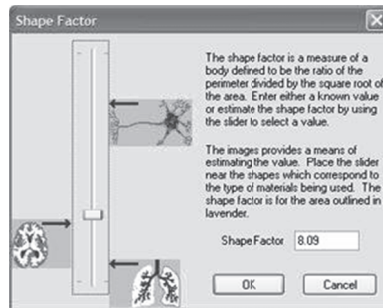 Shape Factor
The shape factor is a measure of a
body defined to be the ratio of the
perimeter divided by the square root of
the area. Enter either a known value
or estimate the shape factor by using
the slider to select a value.
The images provides a means of
estimating the value. Place the slider
near the shapes which correspond to
the type of materials being used. The
shape factor is for the area outlined in
lavender.
Shape Factor 8.09
OK Cancel